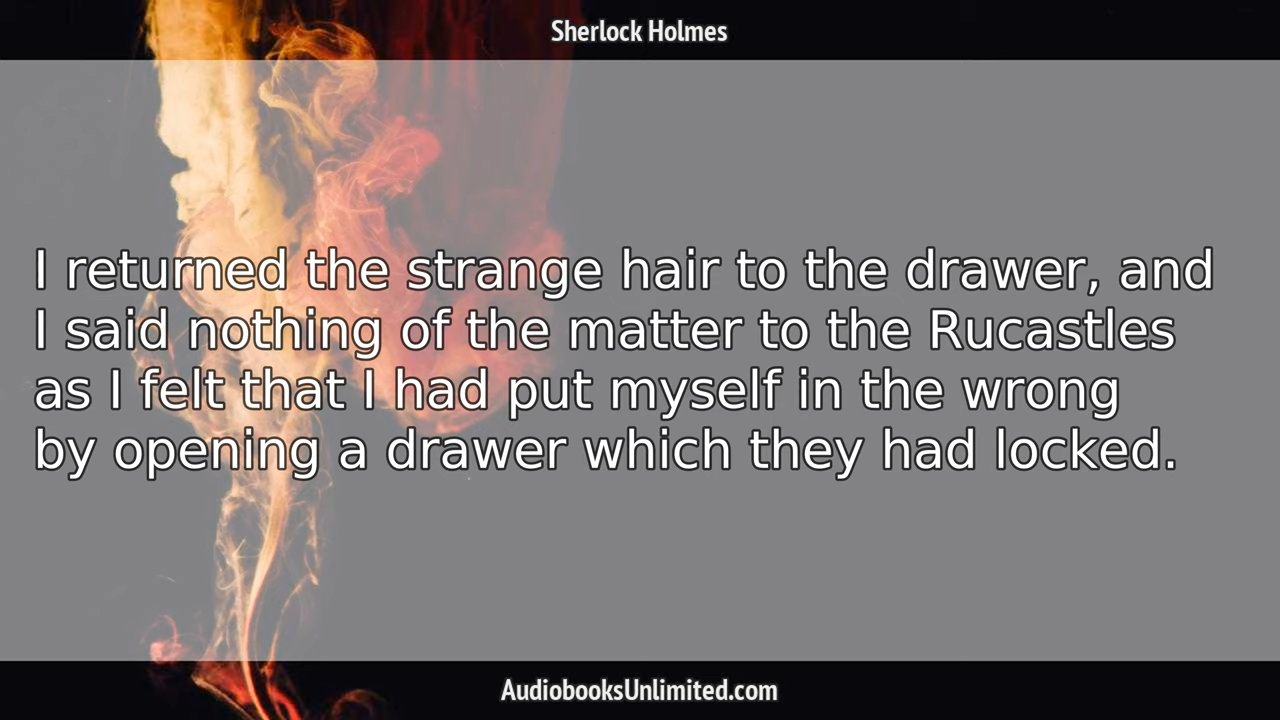 Sherlock Holmes
I returned the strange hair to the drawer, and
I said nothing of the matter to the Rucastles
as I felt that I had put myself in the wrong
by opening a drawer which they had locked.
AudiobooksUnlimited.com